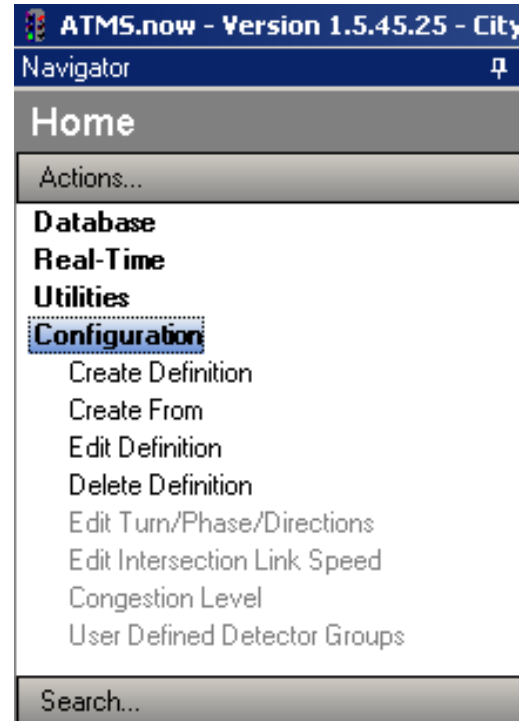 ATMS.now - Version 1.5.45.25 - City
Navigator
Home
Actions...
Database
Real-Time
Utilities
Configuration
Create Definition
Create From
Edit Definition
Delete Definition
Edit Turn/Phase/Directions
Edit Intersection Link Speed
Congestion Level
User Defined Detector Groups
Search...